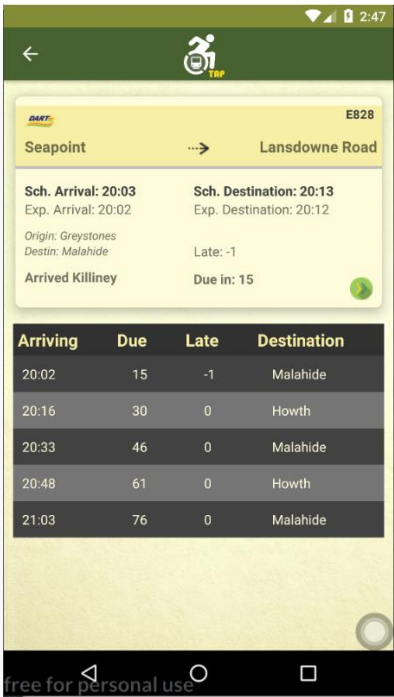 2:47
TAP
DART
E828
Seapoint Lansdowne Road
Sch. Arrival: 20:03 Sch. Destination: 20:13
Exp. Arrival: 20:02 Exp. Destination: 20:12
Origin: Greystones
Destin: Malahide Late: -1
Arrived Killiney Due in: 15
Arriving Due Late Destination
20:02 15 -1 Malahide
20:16 30 0 Howth
20:33 46 0 Malahide
20:48 61 0 Howth
21:03 76 0 Malahide
free for personal use